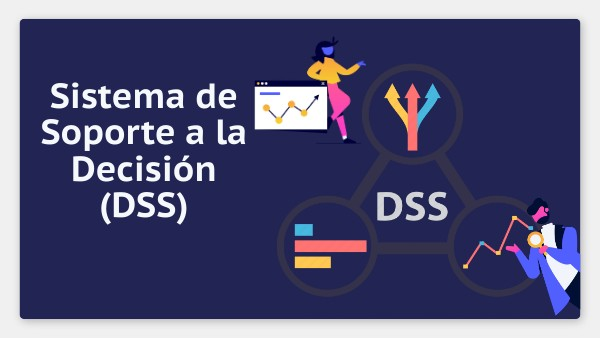 Sistema de
Soporte a la
Decisión
(DSS)
DSS